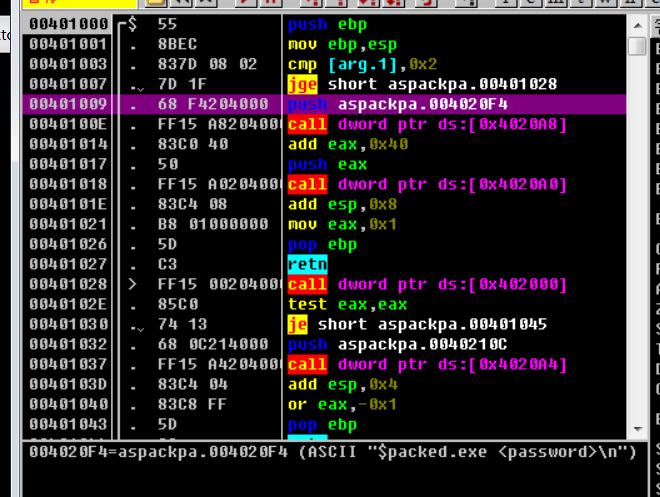 00401000 $ 55 push ebp
00401001 . 8BEC mov ebp,esp
00401003 . 837D 08 02 cmp [arg.1],0x2
00401007 . 7D 1F jge short aspackpa.00401028
00401009 . 68 F4204000 push aspackpa.004020F4
0040100E . FF15 A8204000 call dword ptr ds:[0x4020A8]
00401014 . 83C0 40 add eax,0x40
00401017 . 50 push eax
00401018 . FF15 A0204000 call dword ptr ds:[0x4020A0]
0040101E . 83C4 08 add esp,0x8
00401021 . B8 01000000 mov eax,0x1
00401026 . 5D pop ebp
00401027 . C3 retn
00401028 > FF15 00204000 call dword ptr ds:[0x402000]
0040102E . 85C0 test eax,eax
00401030 . 74 13 je short aspackpa.00401045
00401032 . 68 0C214000 push aspackpa.0040210C
00401037 . FF15 A4204000 call dword ptr ds:[0x4020A4]
0040103D . 83C4 04 add esp,0x4
00401040 . 83C8 FF or eax,-0x1
00401043 . 5D pop ebp
004020F4=aspackpa.004020F4 (ASCII "$packed.exe <password>\n")